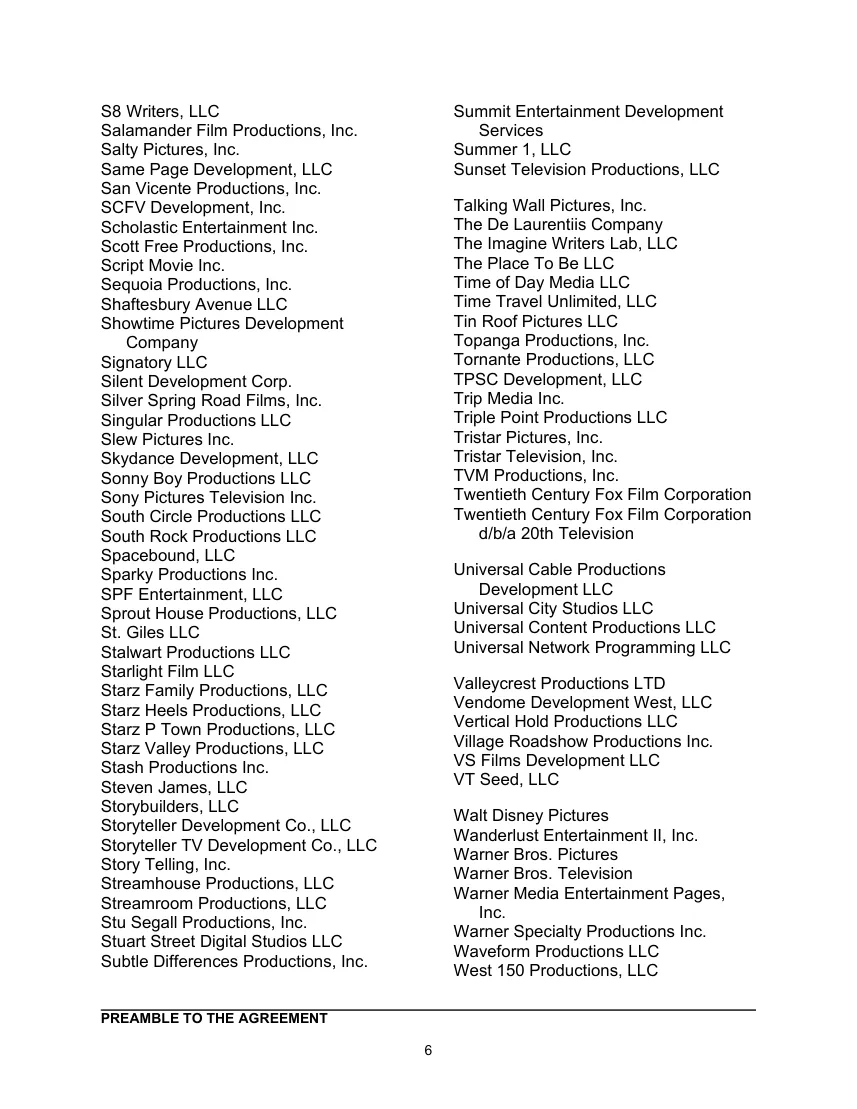 S8 Writers, LLC
Salamander Film Productions, Inc.
Salty Pictures, Inc.
Same Page Development, LLC
San Vicente Productions, Inc.
SCFV Development, Inc.
Scholastic Entertainment Inc.
Scott Free Productions, Inc.
Script Movie Inc.
Sequoia Productions, Inc.
Shaftesbury Avenue LLC
Showtime Pictures Development
Company
Signatory LLC
Silent Development Corp.
Silver Spring Road Films, Inc.
Singular Productions LLC
Slew Pictures Inc.
Skydance Development, LLC
Sonny Boy Productions LLC
Sony Pictures Television Inc.
South Circle Productions LLC
South Rock Productions LLC
Spacebound, LLC
Sparky Productions Inc.
SPF Entertainment, LLC
Sprout House Productions, LLC
St. Giles LLC
Stalwart Productions LLC
Starlight Film LLC
Starz Family Productions, LLC
Starz Heels Productions, LLC
Starz P Town Productions, LLC
Starz Valley Productions, LLC
Stash Productions Inc.
Steven James, LLC
Storybuilders, LLC
Storyteller Development Co., LLC
Storyteller TV Development Co., LLC
Story Telling, Inc.
Streamhouse Productions, LLC
Streamroom Productions, LLC
Stu Segall Productions, Inc.
Stuart Street Digital Studios LLC
Subtle Differences Productions, Inc.
Summit Entertainment Development
Services
Summer 1, LLC
Sunset Television Productions, LLC
Talking Wall Pictures, Inc.
The De Laurentiis Company
The Imagine Writers Lab, LLC
The Place To Be LLC
Time of Day Media LLC
Time Travel Unlimited, LLC
Tin Roof Pictures LLC
Topanga Productions, Inc.
Tornante Productions, LLC
TPSC Development, LLC
Trip Media Inc.
Triple Point Productions LLC
Tristar Pictures, Inc.
Tristar Television, Inc.
TVM Productions, Inc.
Twentieth Century Fox Film Corporation
Twentieth Century Fox Film Corporation
d/b/a 20th Television
Universal Cable Productions
Development LLC
Universal City Studios LLC
Universal Content Productions LLC
Universal Network Programming LLC
Valleycrest Productions LTD
Vendome Development West, LLC
Vertical Hold Productions LLC
Village Roadshow Productions Inc.
VS Films Development LLC
VT Seed, LLC
Walt Disney Pictures
Wanderlust Entertainment II, Inc.
Warner Bros. Pictures
Warner Bros. Television
Warner Media Entertainment Pages,
Inc.
Warner Specialty Productions Inc.
Waveform Productions LLC
West 150 Productions, LLC
PREAMBLE TO THE AGREEMENT
6